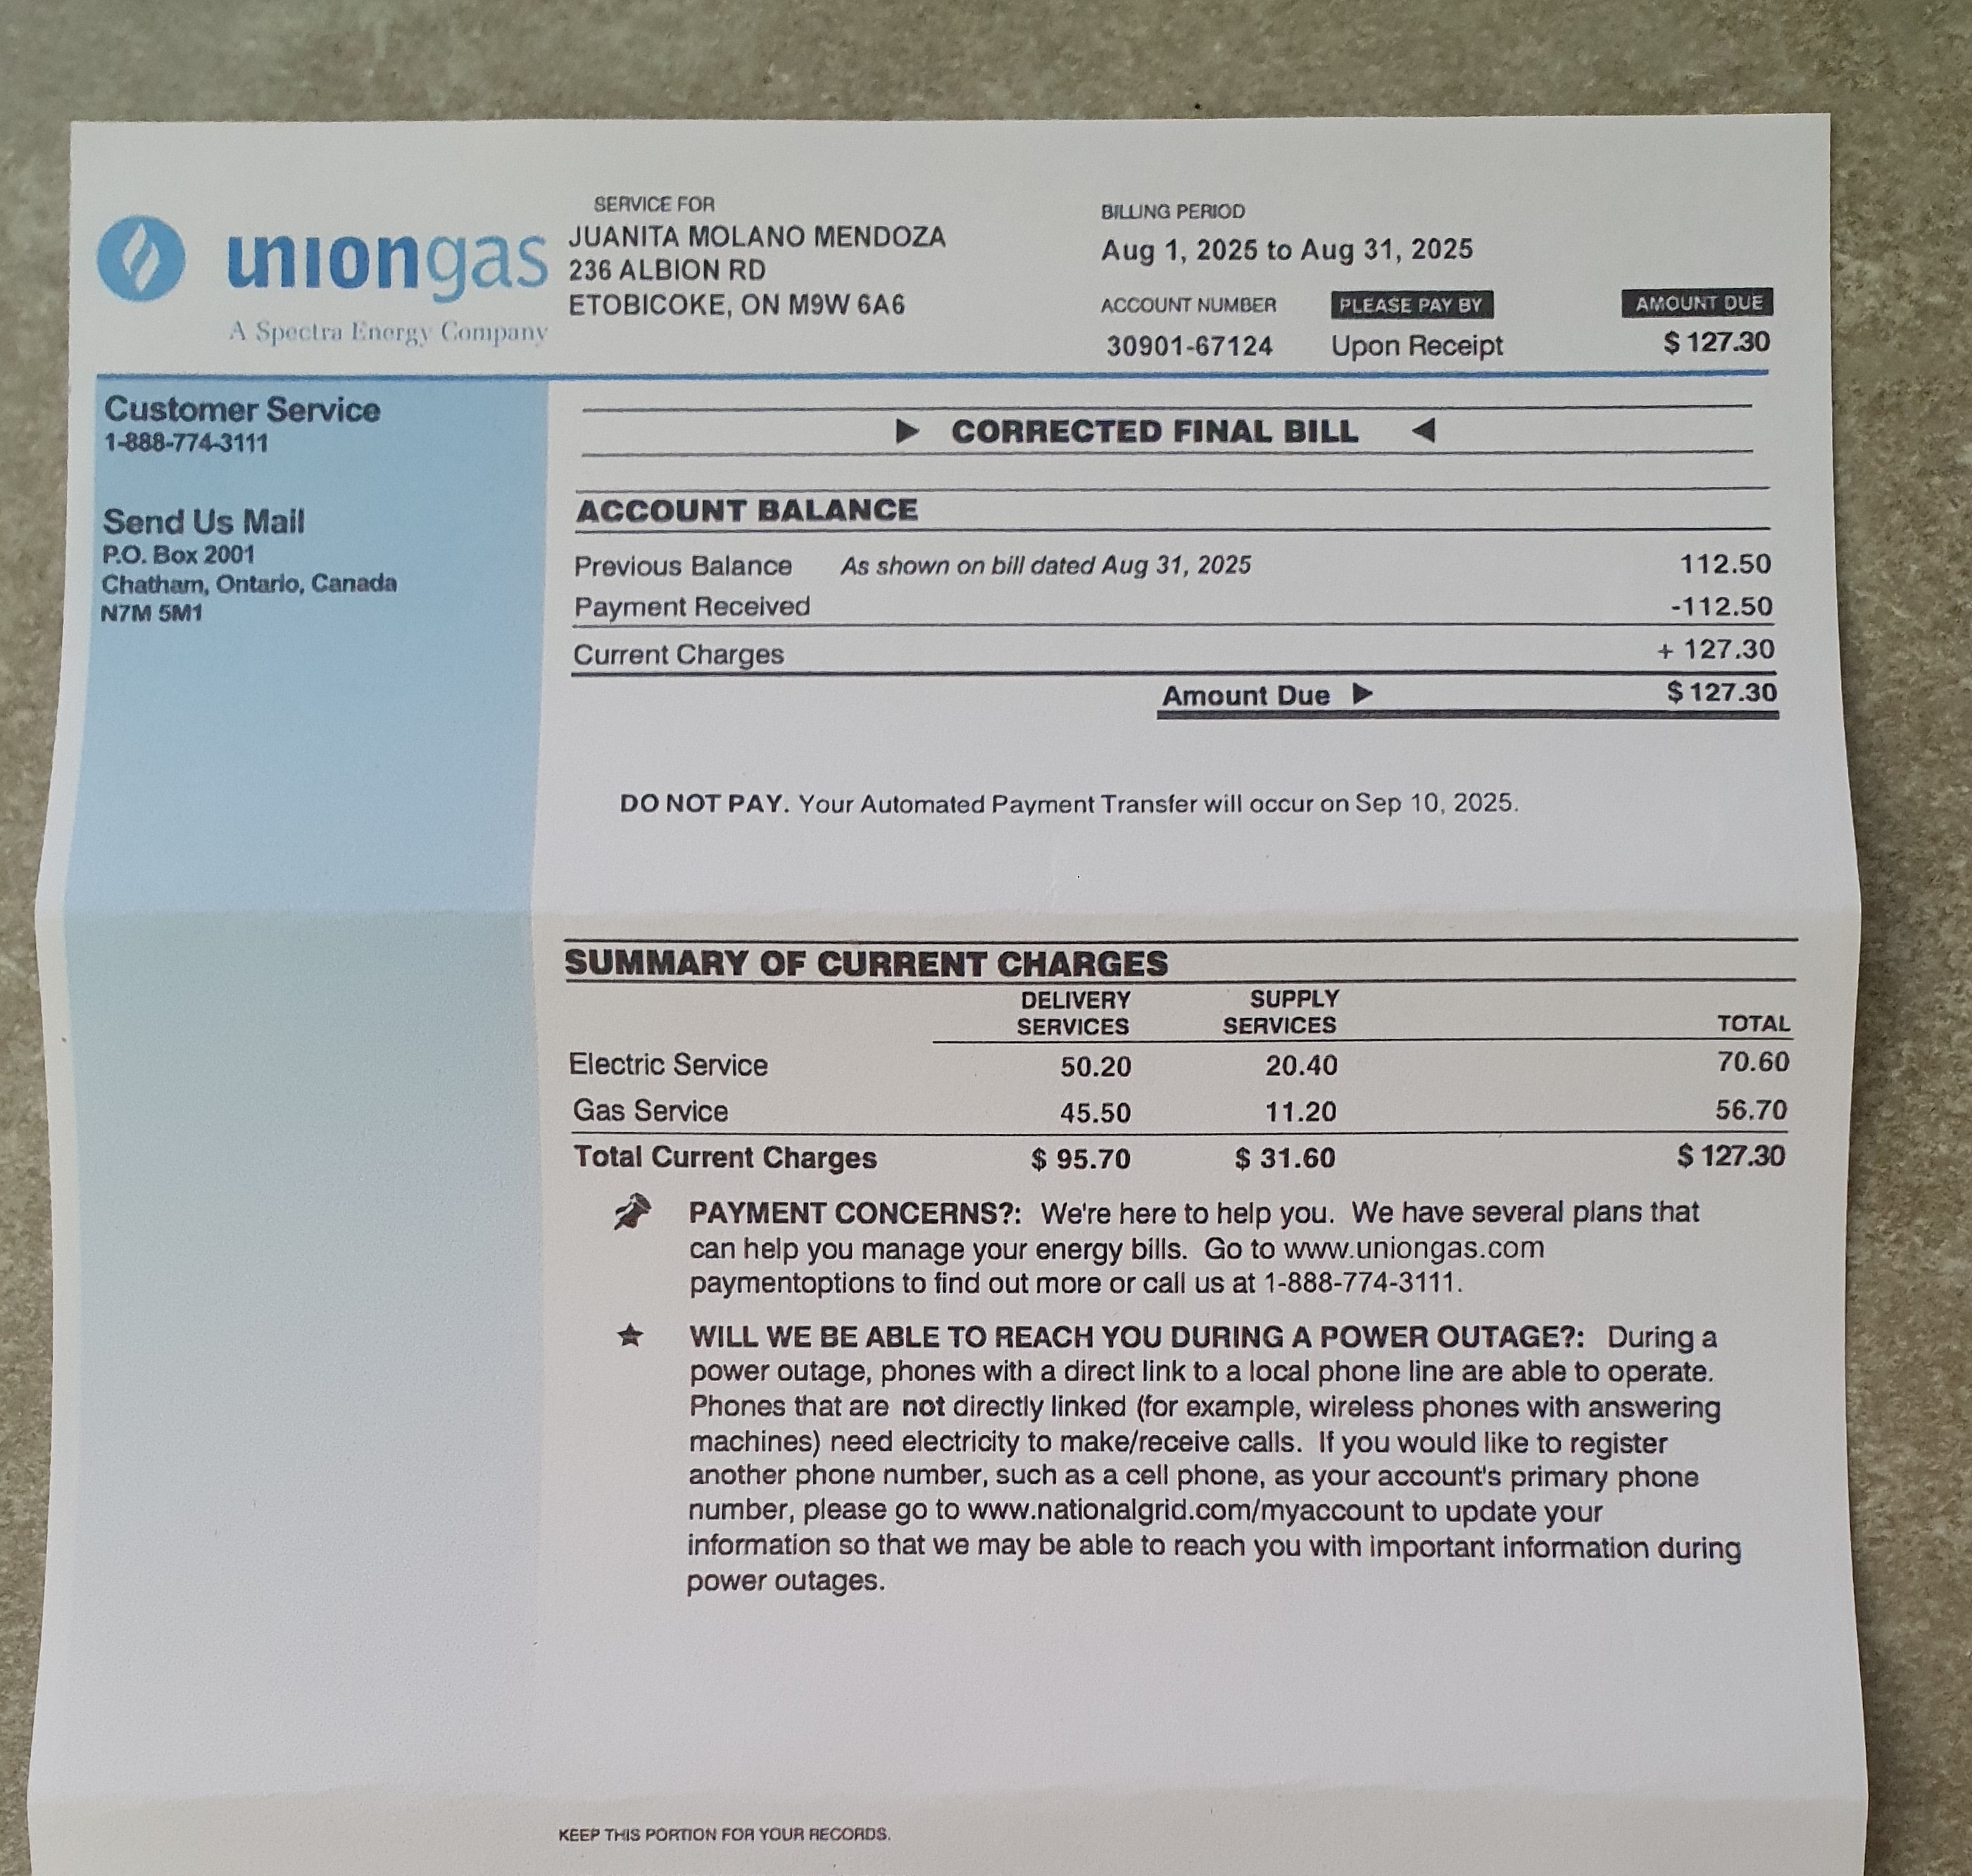 uniongas
A Spectra Energy Company
SERVICE FOR
JUANITA MOLANO MENDOZA
236 ALBION RD
ETOBICOKE, ON M9W 6A6
BILLING PERIOD
Aug 1, 2025 to Aug 31, 2025
ACCOUNT NUMBER PLEASE PAY BY AMOUNT DUE
30901-67124 Upon Receipt $ 127.30
Customer Service
1-888-774-3111
Send Us Mail
P.O. Box 2001
Chatham, Ontario, Canada
N7M 5M1
CORRECTED FINAL BILL
ACCOUNT BALANCE
Previous Balance As shown on bill dated Aug 31, 2025 112.50
Payment Received -112.50
Current Charges + 127.30
Amount Due $ 127.30
DO NOT PAY. Your Automated Payment Transfer will occur on Sep 10, 2025.
SUMMARY OF CURRENT CHARGES
DELIVERY SUPPLY
SERVICES SERVICES TOTAL
Electric Service 50.20 20.40 70.60
Gas Service 45.50 11.20 56.70
Total Current Charges $ 95.70 $ 31.60 $ 127.30
PAYMENT CONCERNS?: We're here to help you. We have several plans that
can help you manage your energy bills. Go to www.uniongas.com
paymentoptions to find out more or call us at 1-888-774-3111.
WILL WE BE ABLE TO REACH YOU DURING A POWER OUTAGE?: During a
power outage, phones with a direct link to a local phone line are able to operate.
Phones that are not directly linked (for example, wireless phones with answering
machines) need electricity to make/receive calls. If you would like to register
another phone number, such as a cell phone, as your account's primary phone
number, please go to www.nationalgrid.com/myaccount to update your
information so that we may be able to reach you with important information during
power outages.
KEEP THIS PORTION FOR YOUR RECORDS.